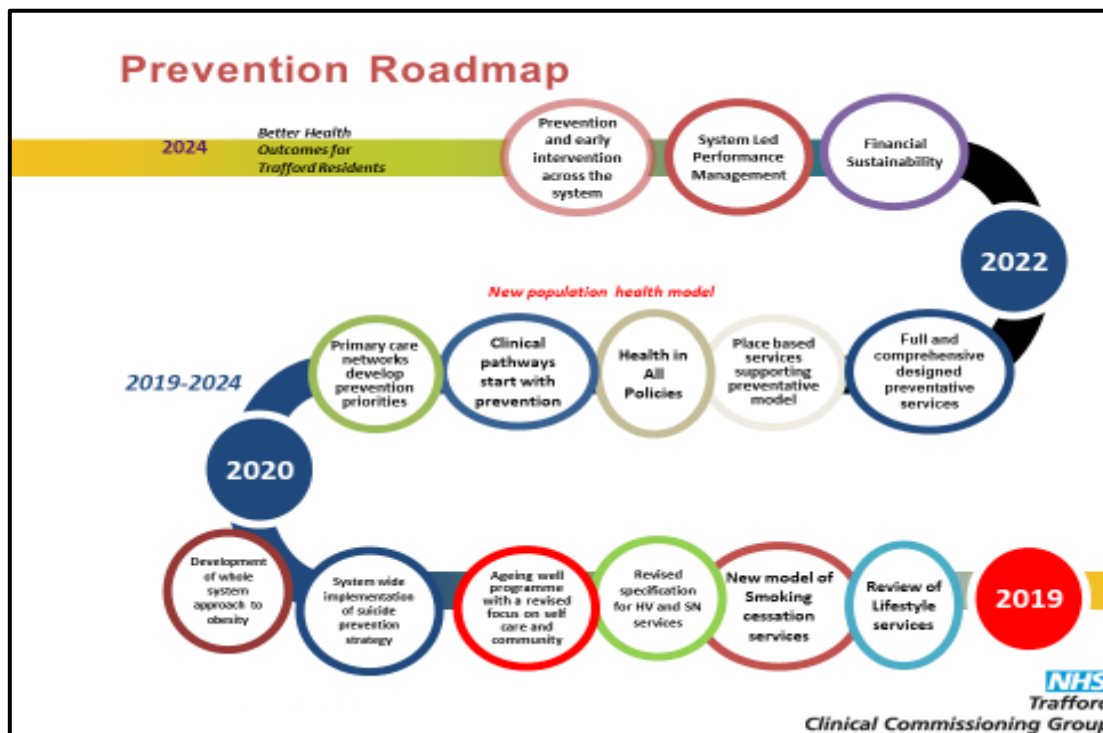 Prevention Roadmap
2024
Better Health
Outcomes for
Trafford Residents
Prevention
and early
intervention
across the
system
System Led
Performance
Management
Financial
Sustainability
2022
New population health model
2019-2024
Primary care
networks
develop
prevention
priorities
Clinical
pathways
start with
prevention
Health in
All
Policies
Place based
services
supporting
preventative
model
Full and
comprehensive
designed
preventative
services
2020
Development
of whole
system
approach to
obesity
System wide
implementation
of suicide
prevention
strategy
Ageing well
programme
with a revised
focus on self
care and
community
Revised
specification
for HV and SN
services
New model of
Smoking
cessation
services
Review of
Lifestyle
services
2019
NHS
Trafford
Clinical Commissioning Group